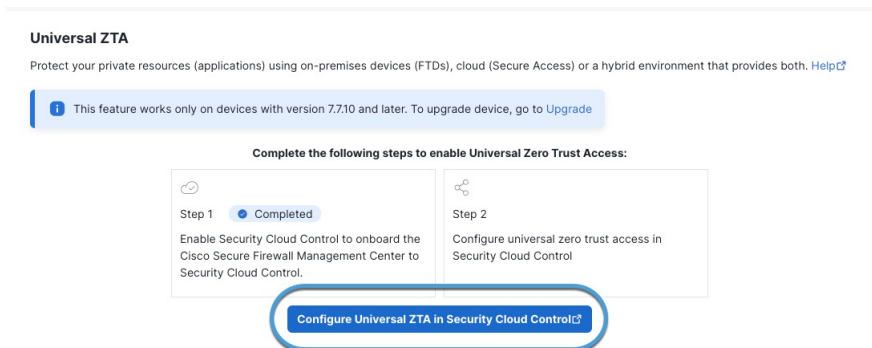 Universal ZTA
Protect your private resources (applications) using on-premises devices (FTDs), cloud (Secure Access) or a hybrid environment that provides both. Help
This feature works only on devices with version 7.7.10 and later. To upgrade device, go to Upgrade
Complete the following steps to enable Universal Zero Trust Access:
Step 1 Completed
Enable Security Cloud Control to onboard the
Cisco Secure Firewall Management Center to
Security Cloud Control.
Step 2
Configure universal zero trust access in
Security Cloud Control
Configure Universal ZTA in Security Cloud Control